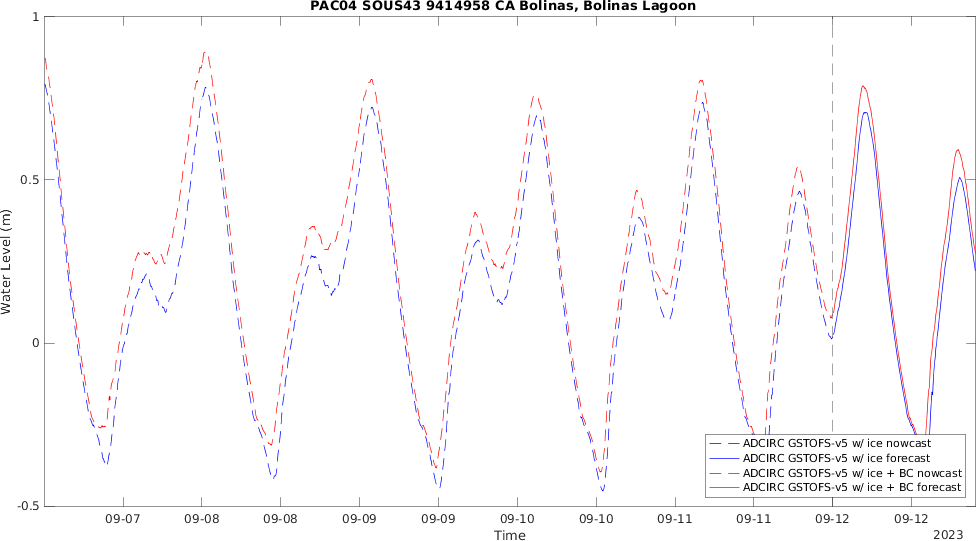 PAC04 SOUS43 9414958 CA Bolinas, Bolinas Lagoon
Water Level (m)
1
0.5
0
-0.5
ADCIRC GSTOFS-v5 w/ ice nowcast
ADCIRC GSTOFS-v5 w/ ice forecast
ADCIRC GSTOFS-v5 w/ ice + BC nowcast
ADCIRC GSTOFS-v5 w/ ice + BC forecast
09-07 09-08 09-08 09-09 09-09 09-10 09-10 09-11 09-11 09-12 09-12
Time
2023